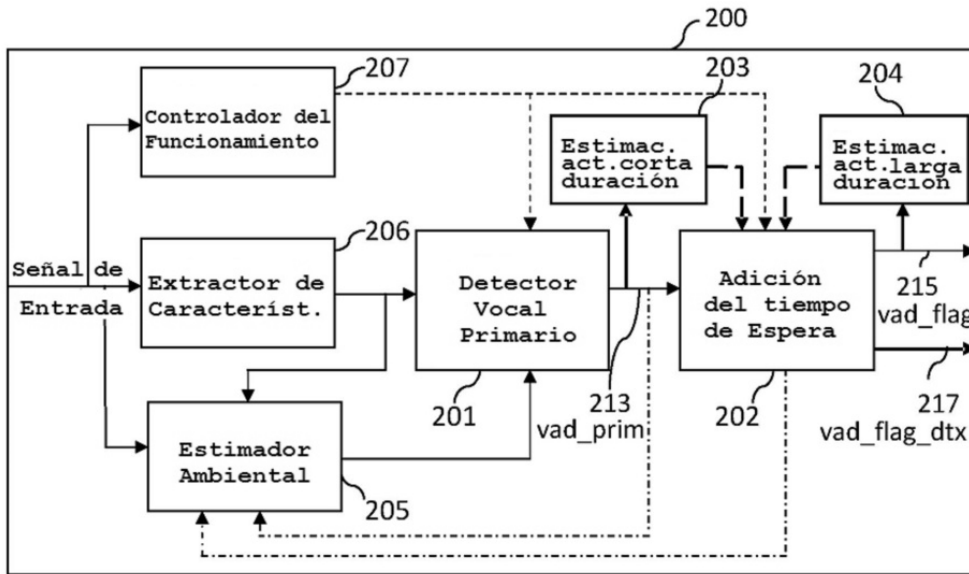 200
207
Controlador del
Funcionamiento
203
Estimac.
act.corta
duración
204
Estimac.
act.larga
duracion
Señal de
Entrada
206
Extractor de
Característ.
Detector
Vocal
Primario
201
213
vad_prim
Adición
del tiempo
de Espera
202
215
vad_flag
217
vad_flag_dtx
Estimador
Ambiental
205